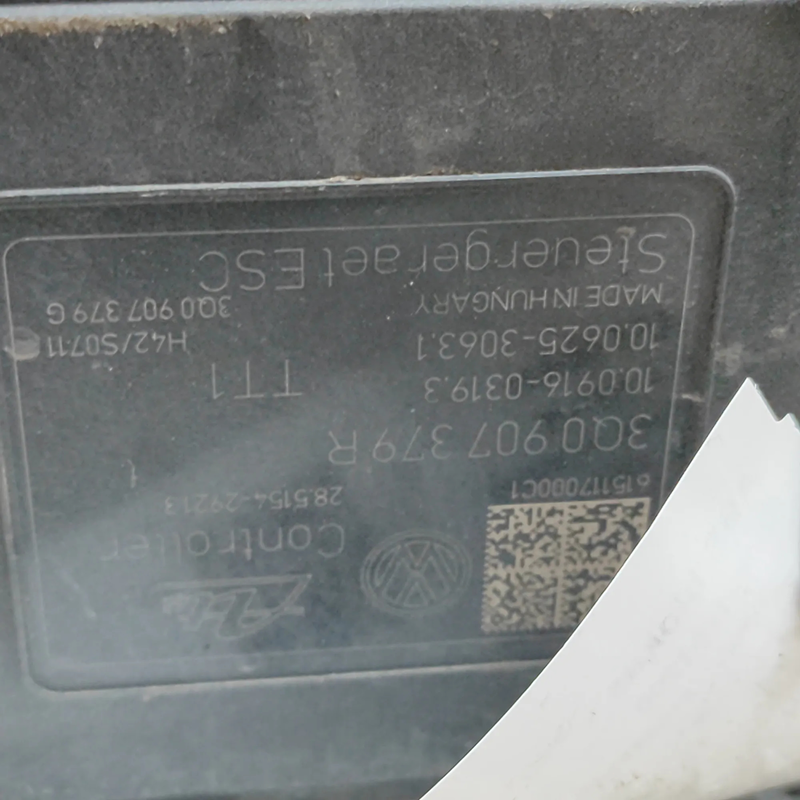 Ate
Controller
28.5154-2921.3
615117000C1
3Q0 907 379 R
10.0916-0319.3 TT1
10.0625-3063.1 H42/S07.11
MADE IN HUNGARY 3Q0 907 379 G
Steuergeraet ESC